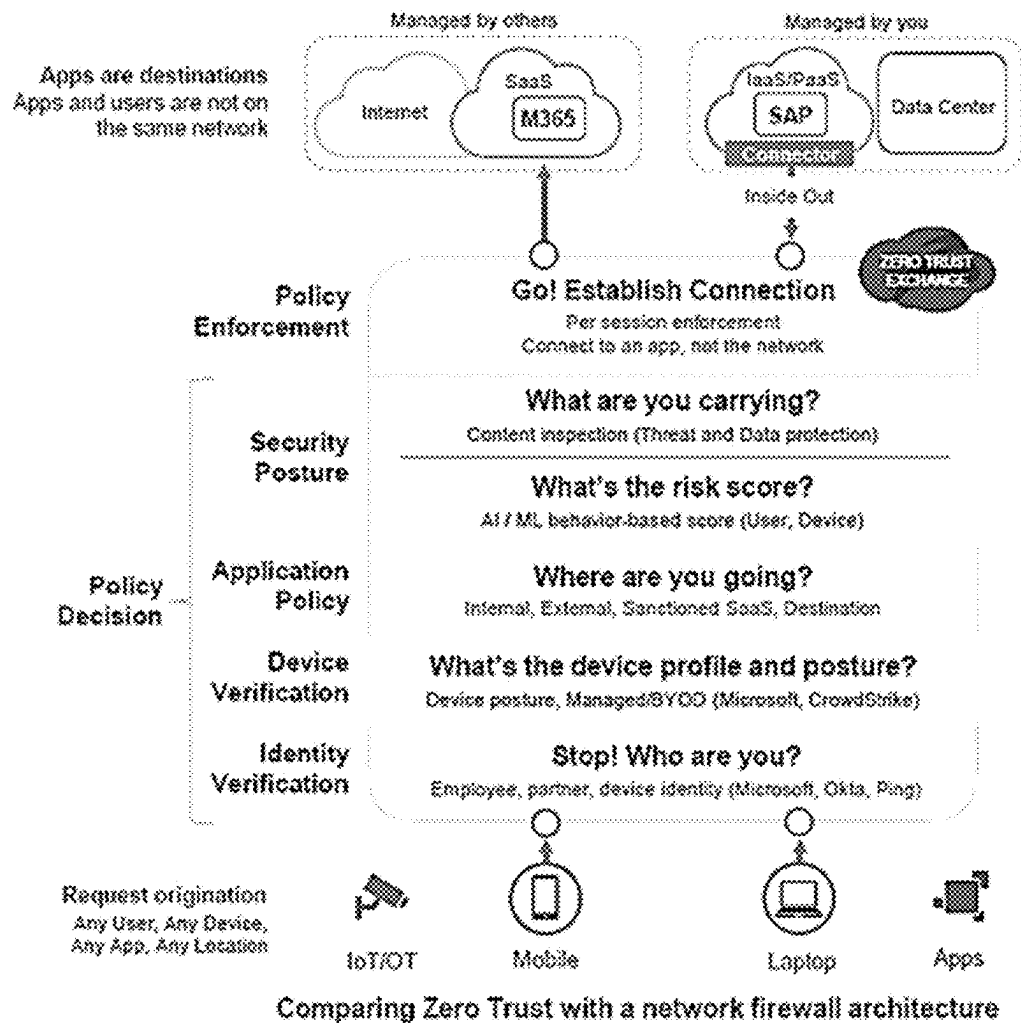 Managed by others
Managed by you
Apps are destinations
Apps and users are not on
the same network
Internet
SaaS
M365
IaaS/PaaS
SAP
Connector
Data Center
Inside Out
ZERO TRUST
EXCHANGE
Policy
Enforcement
Go! Establish Connection
Per session enforcement
Connect to an app, not the network
Policy
Decision
Security
Posture
What are you carrying?
Content inspection (Threat and Data protection)
What's the risk score?
AI / ML behavior-based score (User, Device)
Application
Policy
Where are you going?
Internal, External, Sanctioned SaaS, Destination
Device
Verification
What's the device profile and posture?
Device posture, Managed/BYOD (Microsoft, CrowdStrike)
Identity
Verification
Stop! Who are you?
Employee, partner, device identity (Microsoft, Okta, Ping)
Request origination
Any User, Any Device,
Any App, Any Location
IoT/OT
Mobile
Laptop
Apps
Comparing Zero Trust with a network firewall architecture